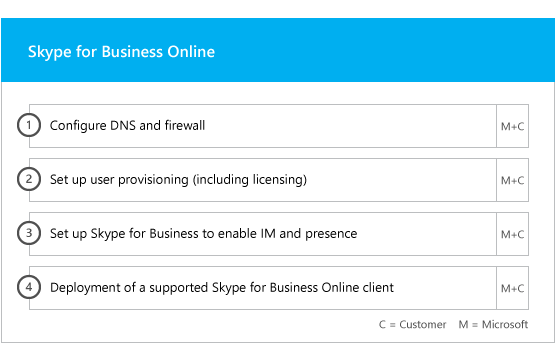 Skype for Business Online
1 Configure DNS and firewall M+C
2 Set up user provisioning (including licensing) M+C
3 Set up Skype for Business to enable IM and presence M+C
4 Deployment of a supported Skype for Business Online client M+C
C = Customer M = Microsoft